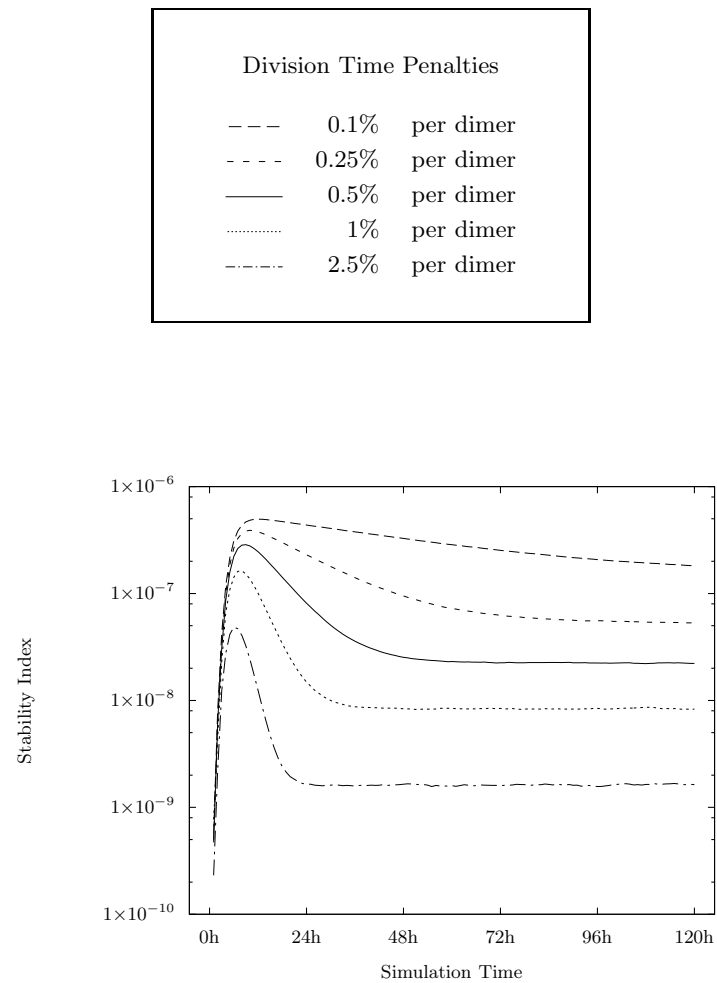 Division Time Penalties
0.1% per dimer
0.25% per dimer
0.5% per dimer
1% per dimer
2.5% per dimer
1×10⁻⁶
1×10⁻⁷
1×10⁻⁸
1×10⁻⁹
1×10⁻¹⁰
Stability Index
0h 24h 48h 72h 96h 120h
Simulation Time